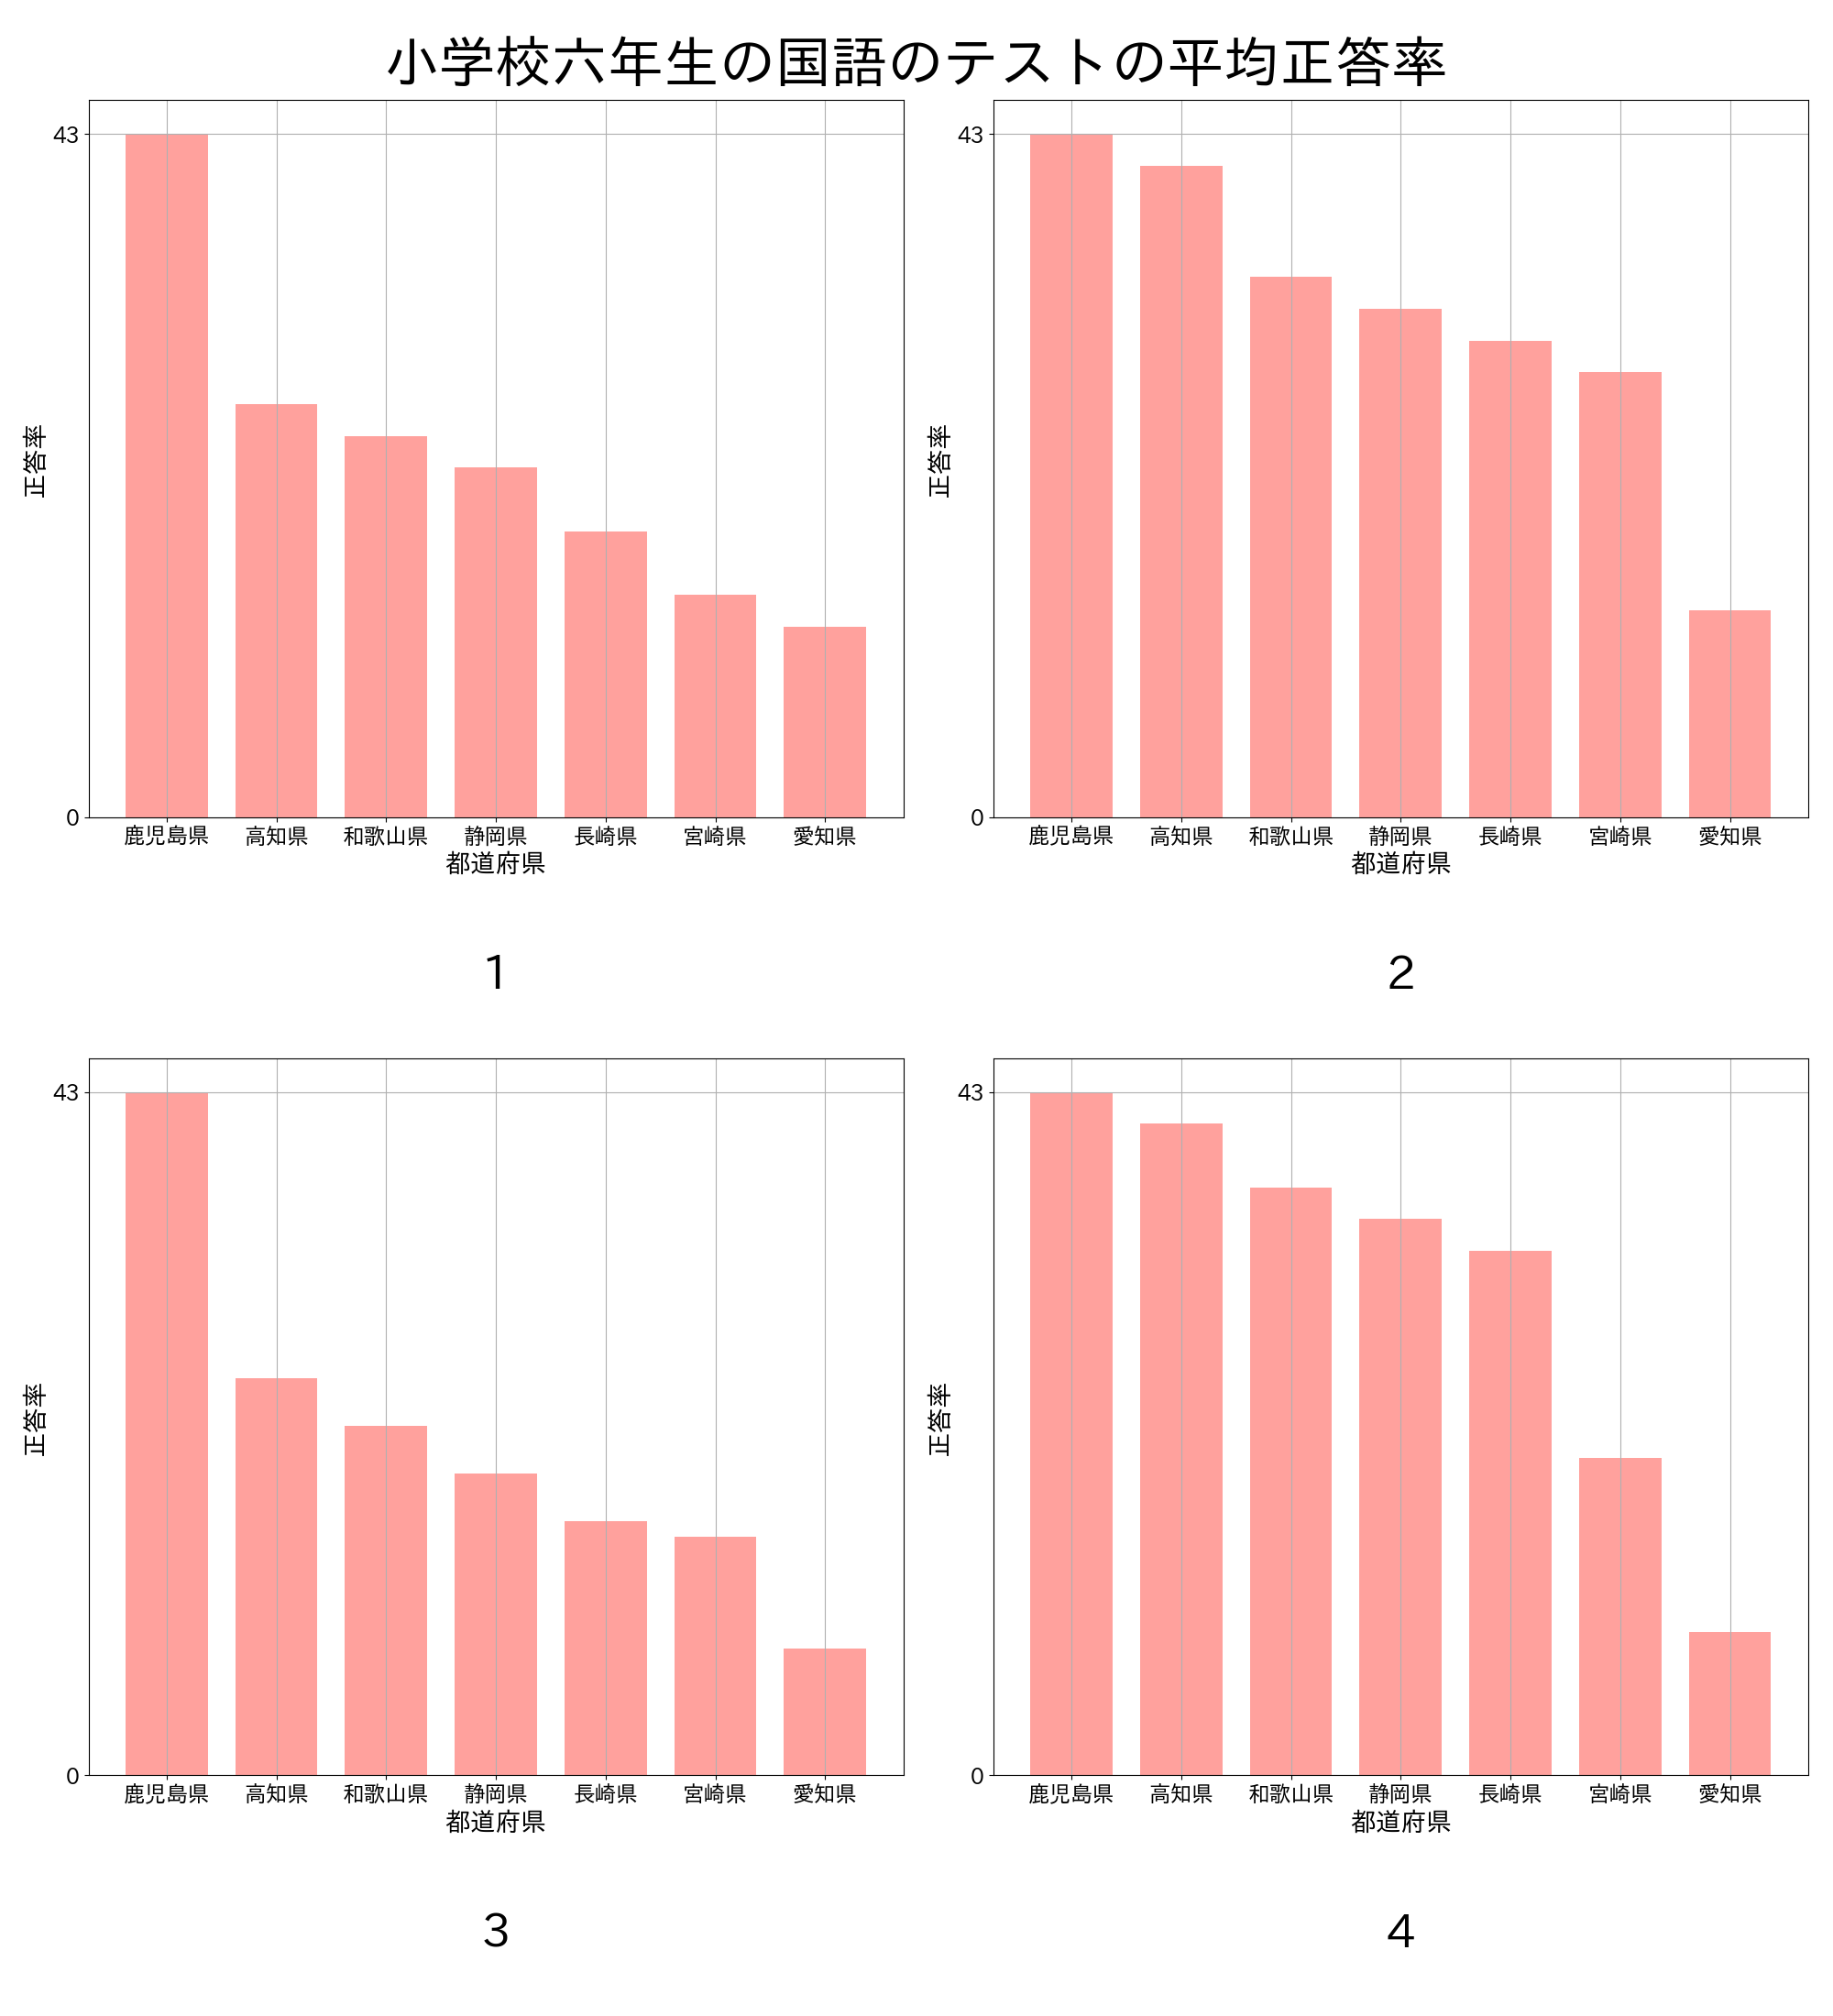 小学校六年生の国語のテストの平均正答率
43
正答率
0
鹿児島県 高知県 和歌山県 静岡県 長崎県 宮崎県 愛知県
都道府県
1
43
正答率
0
鹿児島県 高知県 和歌山県 静岡県 長崎県 宮崎県 愛知県
都道府県
2
43
正答率
0
鹿児島県 高知県 和歌山県 静岡県 長崎県 宮崎県 愛知県
都道府県
3
43
正答率
0
鹿児島県 高知県 和歌山県 静岡県 長崎県 宮崎県 愛知県
都道府県
4